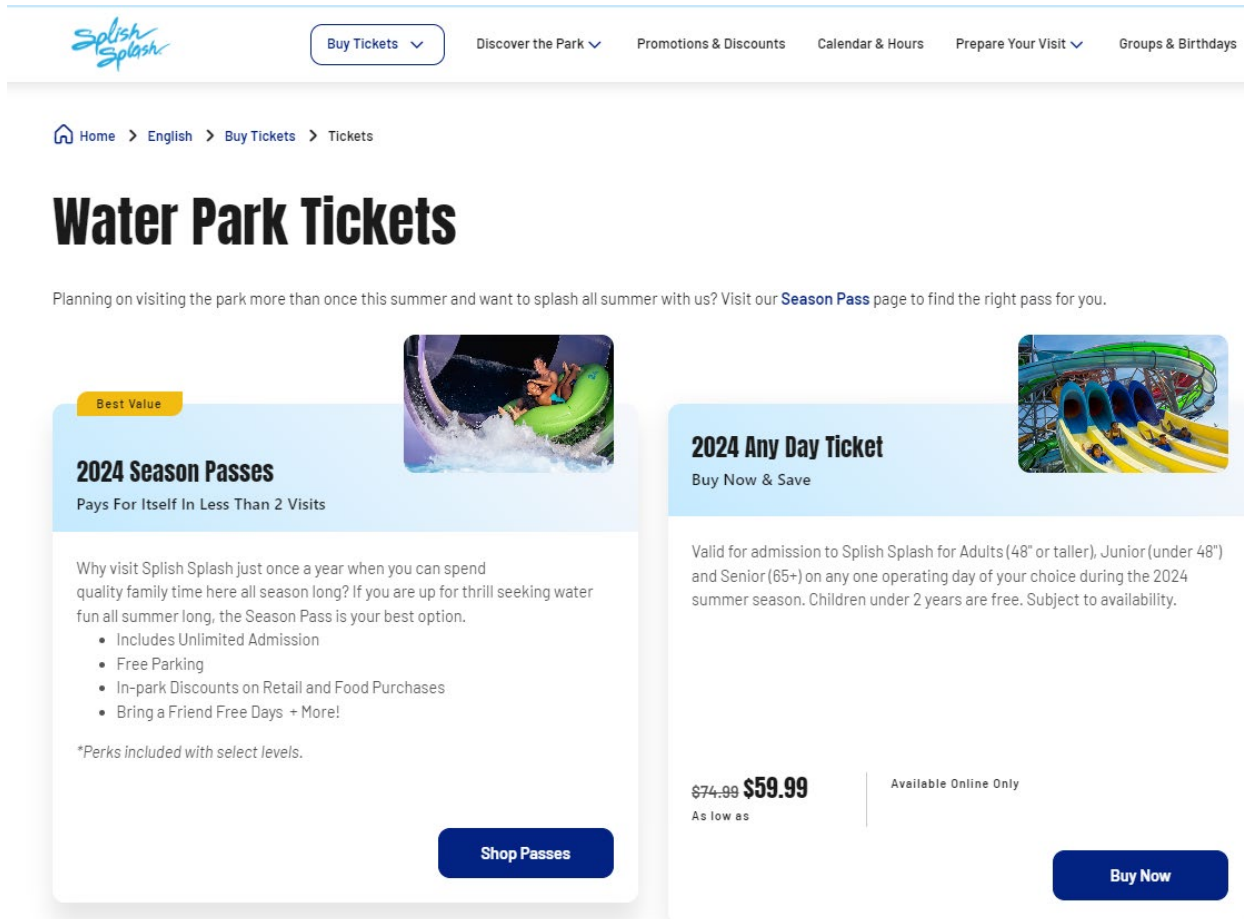 Splish
Splash
Buy Tickets
Discover the Park
Promotions & Discounts
Calendar & Hours
Prepare Your Visit
Groups & Birthdays
Home > English > Buy Tickets > Tickets
Water Park Tickets
Planning on visiting the park more than once this summer and want to splash all summer with us? Visit our Season Pass page to find the right pass for you.
Best Value
2024 Season Passes
Pays For Itself In Less Than 2 Visits
Why visit Splish Splash just once a year when you can spend
quality family time here all season long? If you are up for thrill seeking water
fun all summer long, the Season Pass is your best option.
• Includes Unlimited Admission
• Free Parking
• In-park Discounts on Retail and Food Purchases
• Bring a Friend Free Days + More!
*Perks included with select levels.
Shop Passes
2024 Any Day Ticket
Buy Now & Save
Valid for admission to Splish Splash for Adults (48" or taller), Junior (under 48")
and Senior (65+) on any one operating day of your choice during the 2024
summer season. Children under 2 years are free. Subject to availability.
$74.99 $59.99
As low as
Available Online Only
Buy Now